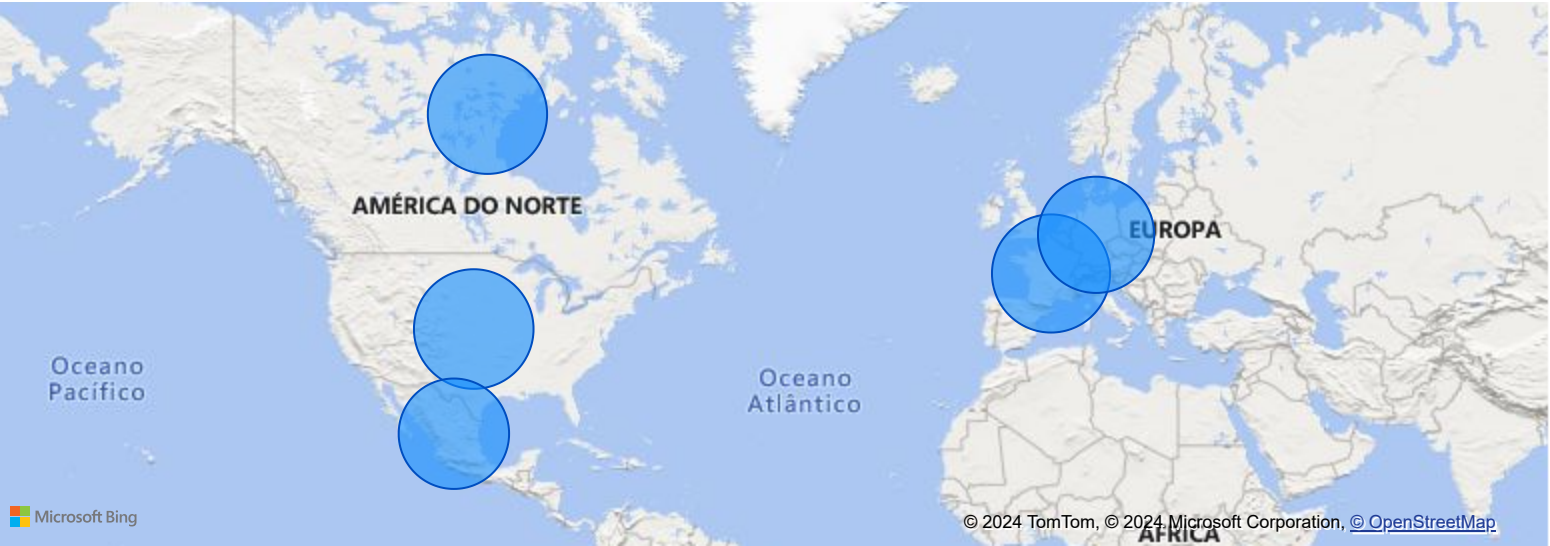 AMÉRICA DO NORTE
EUROPA
Oceano
Pacífico
Oceano
Atlântico
Microsoft Bing
© 2024 TomTom, © 2024 Microsoft Corporation, © OpenStreetMap
ÁFRICA